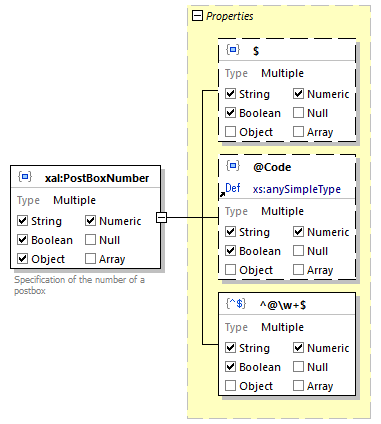 Properties
$
Type Multiple
String Numeric
Boolean Null
Object Array
xal:PostBoxNumber
Type Multiple
String Numeric
Boolean Null
Object Array
Specification of the number of a
postbox
@Code
Def xs:anySimpleType
Type Multiple
String Numeric
Boolean Null
Object Array
{^$} ^@\w+$
Type Multiple
String Numeric
Boolean Null
Object Array